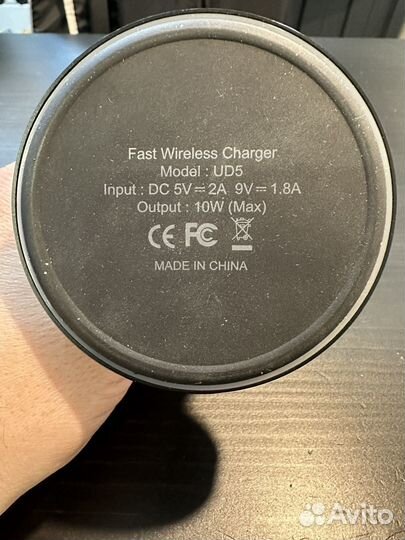 Fast Wireless Charger
Model : UD5
Input : DC 5V⎓2A 9V⎓1.8A
Output : 10W (Max)
CE FC
MADE IN CHINA
Avito